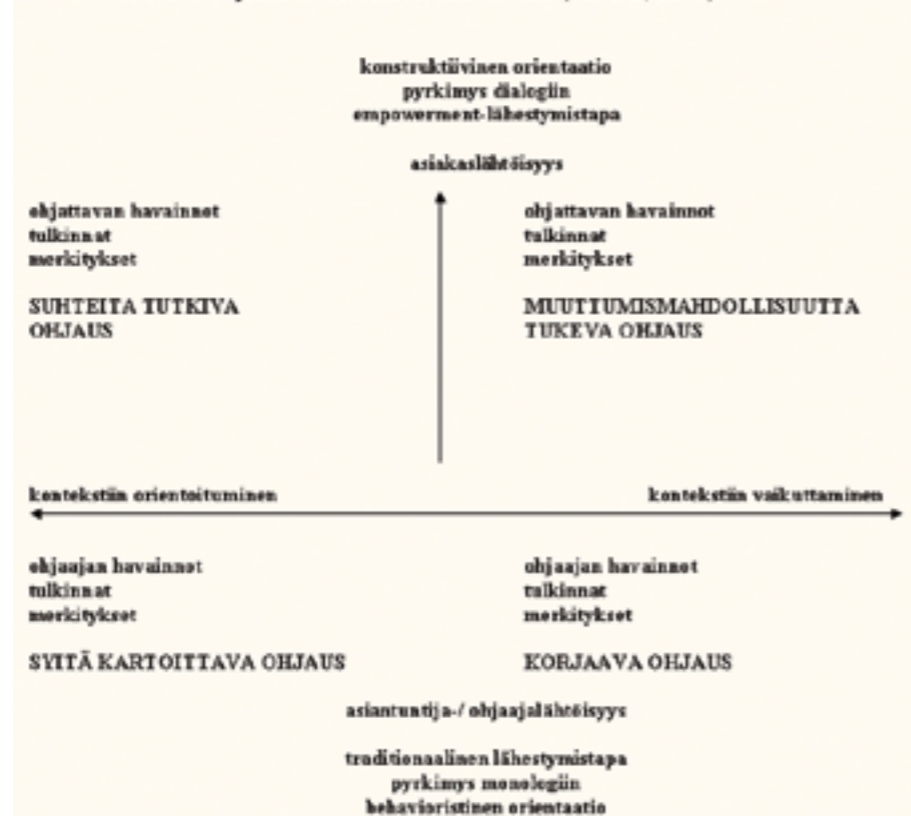 konstruktiivinen orientaatio
pyrkimys dialogiin
empowerment-lähestymistapa
asiakaslähtöisyys
ohjattavan havainnot
tulkinnat
merkitykset
SUHTEITA TUTKIVA
OHJAUS
ohjattavan havainnot
tulkinnat
merkitykset
MUUTTUMISMAHDOLLISUUTTA
TUKEVA OHJAUS
kontekstiin orientoituminen
kontekstiin vaikuttaminen
ohjaajan havainnot
tulkinnat
merkitykset
SYITÄ KARTOITTAVA OHJAUS
ohjaajan havainnot
tulkinnat
merkitykset
KORJAAVA OHJAUS
asiantuntija-/ ohjaajalähtöisyys
traditionaalinen lähestymistapa
pyrkimys monologiin
behavioristinen orientaatio